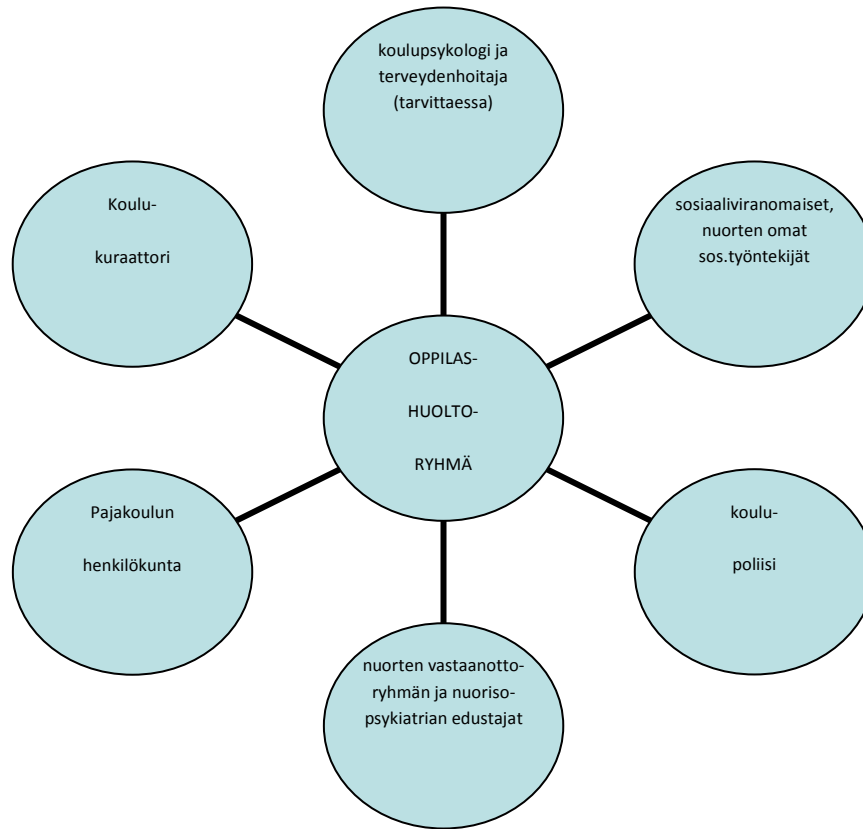 koulupsykologi ja
terveydenhoitaja
(tarvittaessa)
Koulu-
kuraattori
sosiaaliviranomaiset,
nuorten omat
sos.työntekijät
OPPILAS-
HUOLTO-
RYHMÄ
Pajakoulun
henkilökunta
koulu-
poliisi
nuorten vastaanotto-
ryhmän ja nuoriso-
psykiatrian edustajat